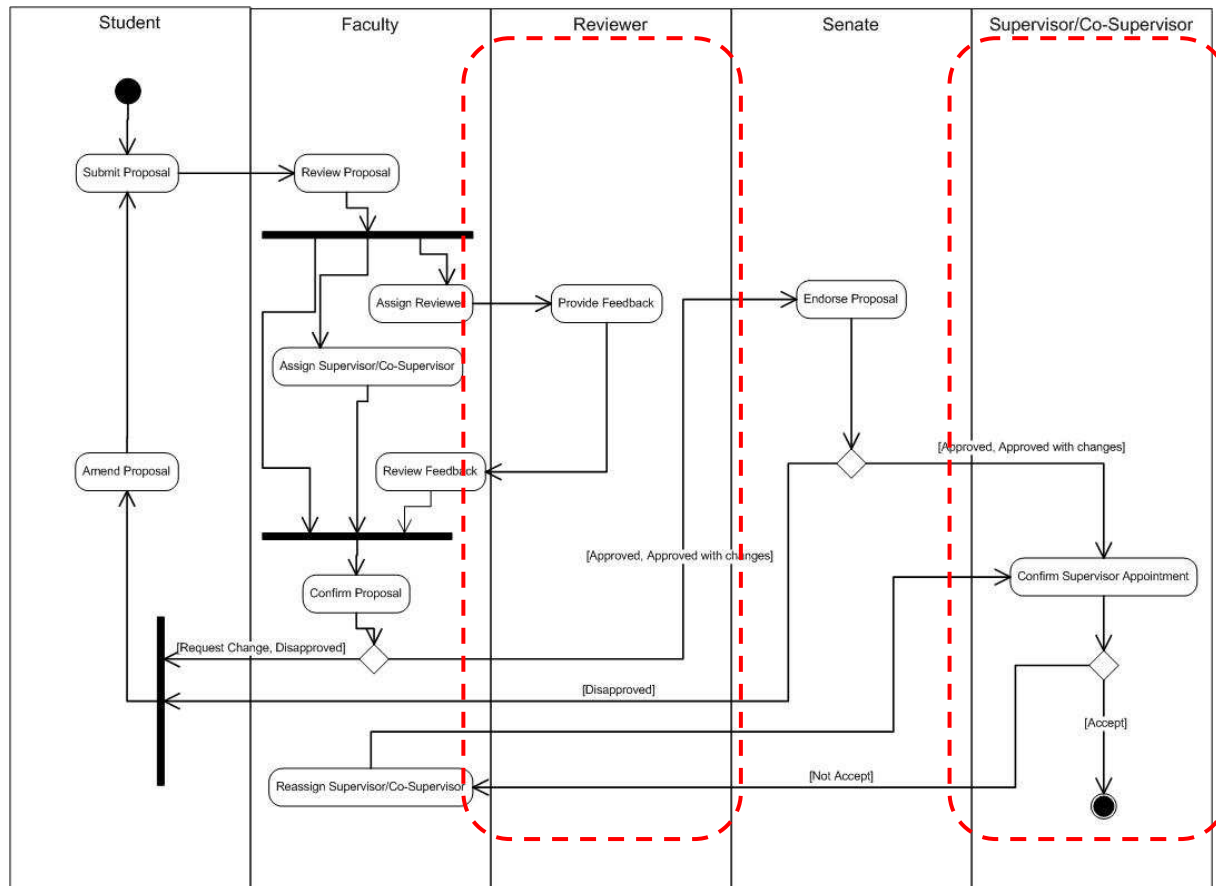 Student
Faculty
Reviewer
Senate
Supervisor/Co-Supervisor
Submit Proposal
Review Proposal
Assign Reviewer
Provide Feedback
Endorse Proposal
Assign Supervisor/Co-Supervisor
[Approved, Approved with changes]
Amend Proposal
Review Feedback
[Approved, Approved with changes]
Confirm Supervisor Appointment
Confirm Proposal
[Request Change, Disapproved]
[Disapproved]
[Accept]
[Not Accept]
Reassign Supervisor/Co-Supervisor